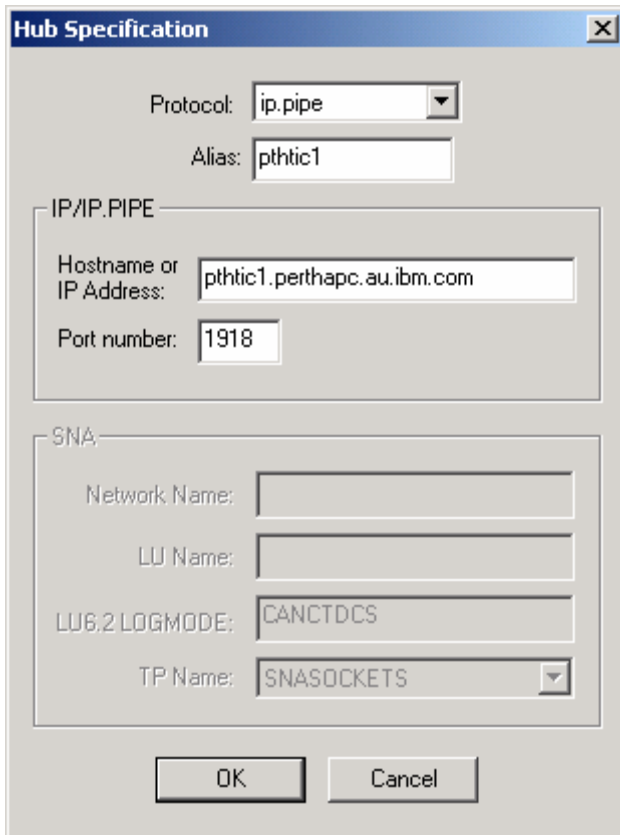 Hub Specification
Protocol: ip.pipe
Alias: pthtic1
IP/IP.PIPE
Hostname or
IP Address: pthtic1.perthapc.au.ibm.com
Port number: 1918
SNA
Network Name:
LU Name:
LU6.2 LOGMODE: CANCTDCS
TP Name: SNASOCKETS
OK Cancel